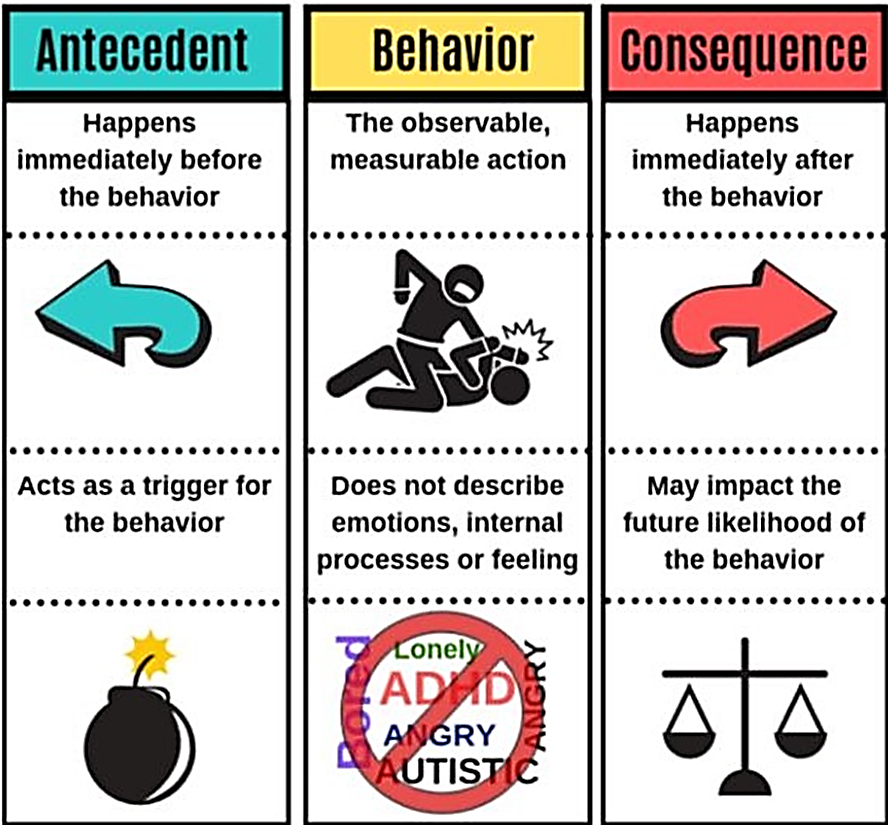 Antecedent
Happens
immediately before
the behavior
Acts as a trigger for
the behavior
Behavior
The observable,
measurable action
Does not describe
emotions, internal
processes or feeling
Bored
Lonely
ADHD
ANGRY
AUTISTIC
ANGRY
Consequence
Happens
immediately after
the behavior
May impact the
future likelihood of
the behavior